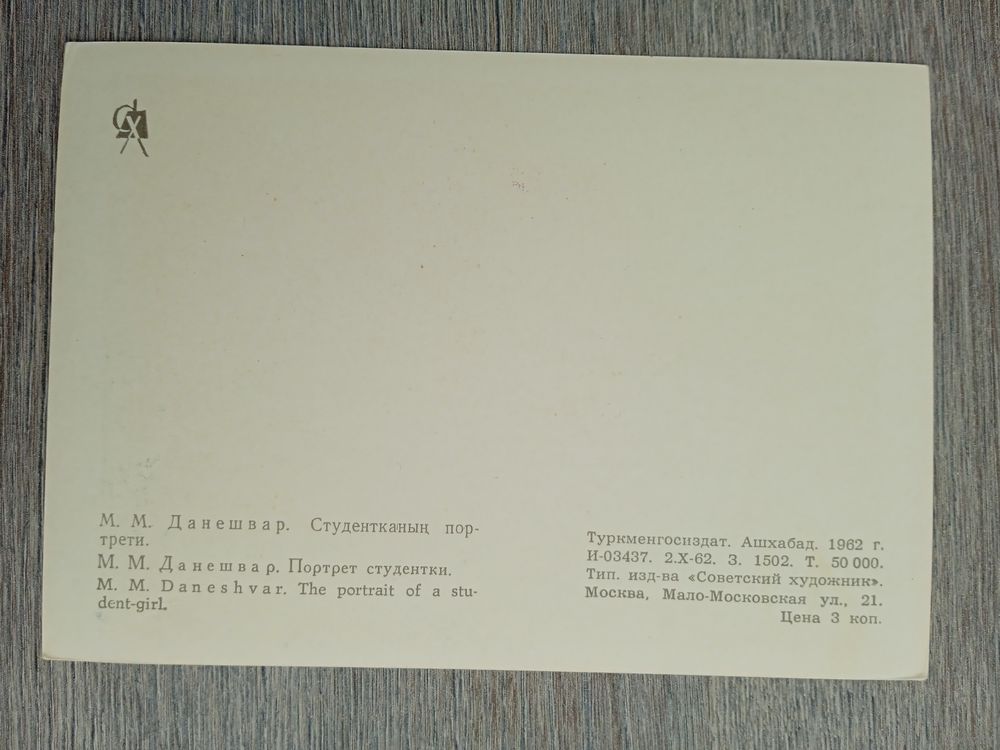 М. М. Данешвар. Студентканың пор-
трети.
М. М. Данешвар. Портрет студентки.
M. M. Daneshvar. The portrait of a stu-
dent-girl.
Туркменгосиздат. Ашхабад. 1962 г.
И-03437. 2.X-62. З. 1502. Т. 50 000.
Тип. изд-ва «Советский художник».
Москва, Мало-Московская ул., 21.
Цена 3 коп.